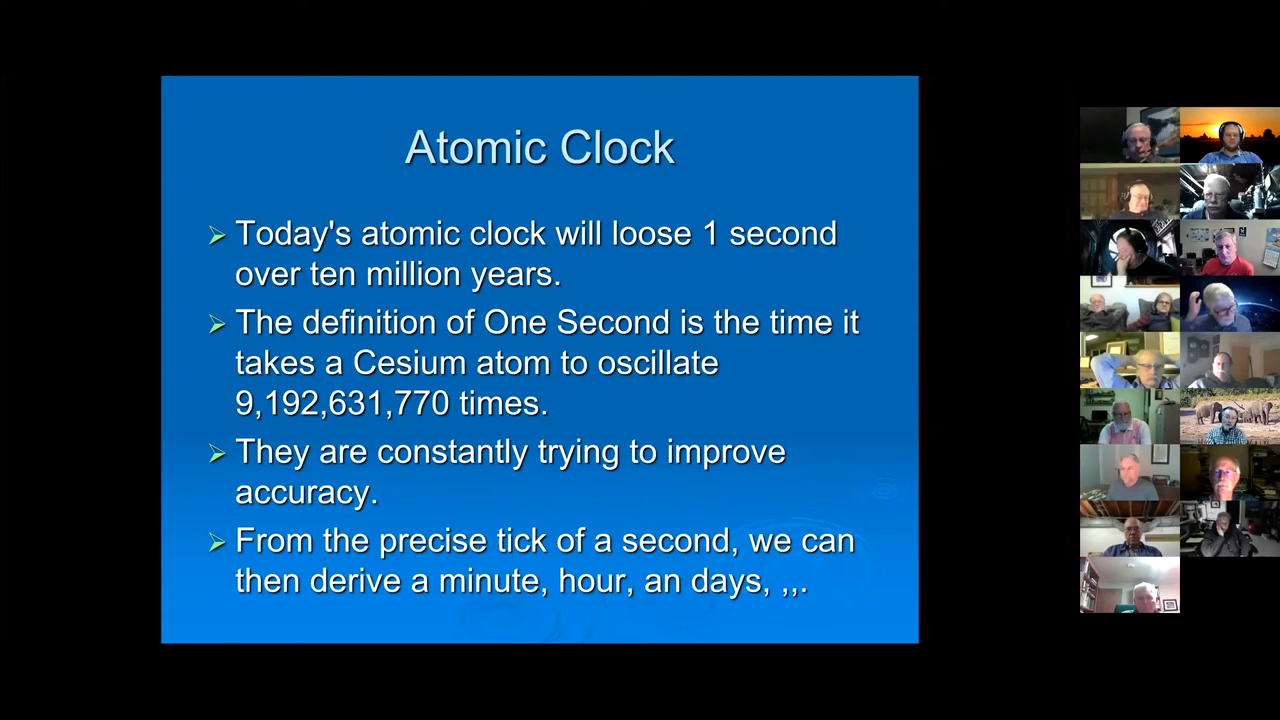 Atomic Clock
Today's atomic clock will loose 1 second
over ten million years.
The definition of One Second is the time it
takes a Cesium atom to oscillate
9,192,631,770 times.
They are constantly trying to improve
accuracy.
From the precise tick of a second, we can
then derive a minute, hour, an days, ,,.